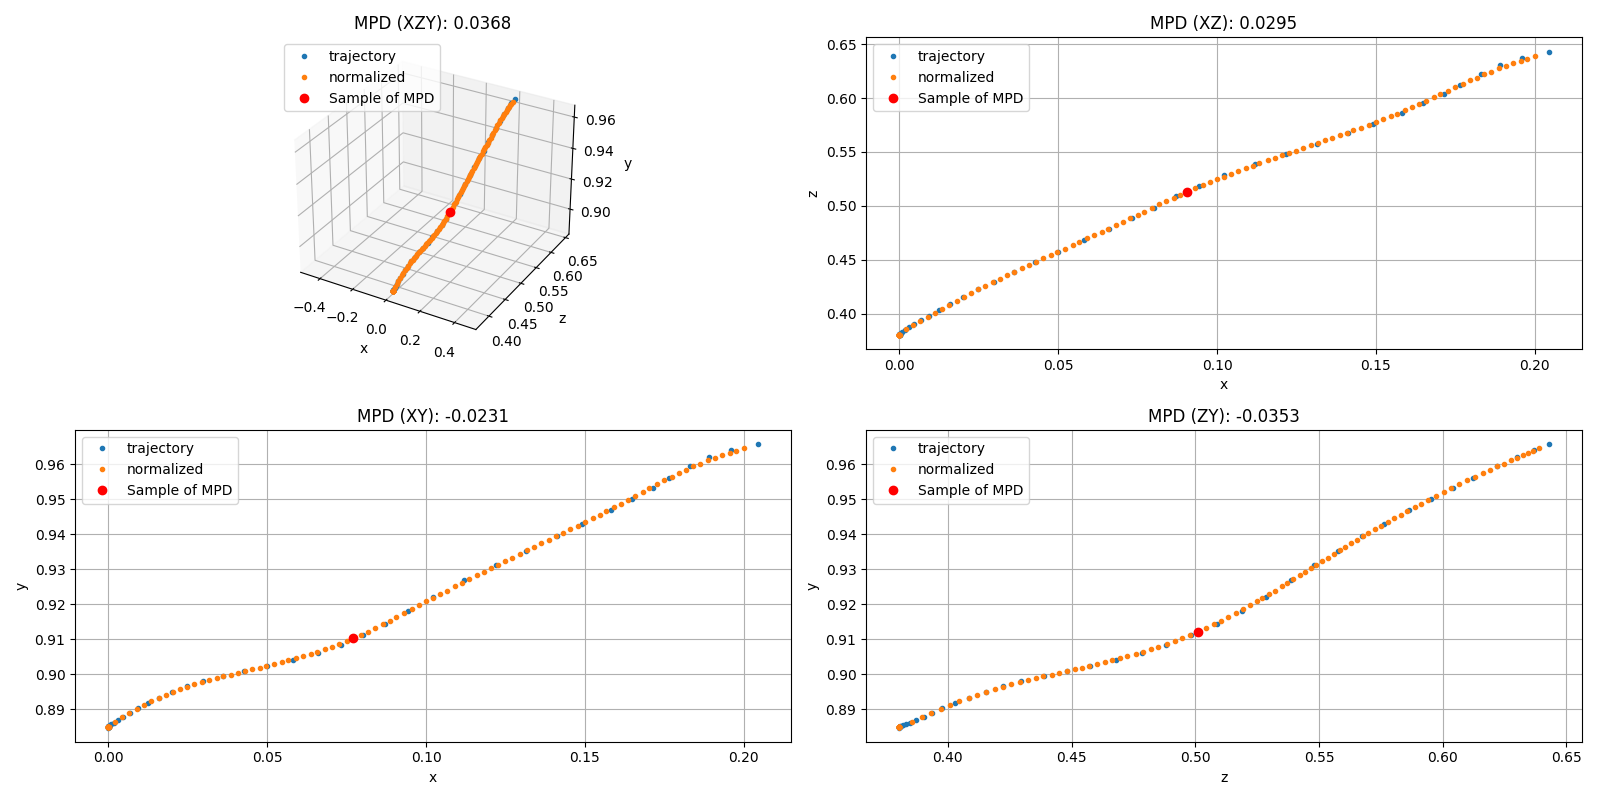 MPD (XZY): 0.0368
trajectory
normalized
Sample of MPD
0.96
0.94
y
0.92
0.90
0.65
0.60
0.55
0.50
z
0.45
0.40
−0.4
−0.2
0.0
0.2
0.4
x
MPD (XZ): 0.0295
trajectory
normalized
Sample of MPD
0.65
0.60
0.55
z
0.50
0.45
0.40
0.00 0.05 0.10 0.15 0.20
x
MPD (XY): -0.0231
trajectory
normalized
Sample of MPD
0.96
0.95
0.94
0.93
y
0.92
0.91
0.90
0.89
0.00 0.05 0.10 0.15 0.20
x
MPD (ZY): -0.0353
trajectory
normalized
Sample of MPD
0.96
0.95
0.94
0.93
y
0.92
0.91
0.90
0.89
0.40 0.45 0.50 0.55 0.60 0.65
z